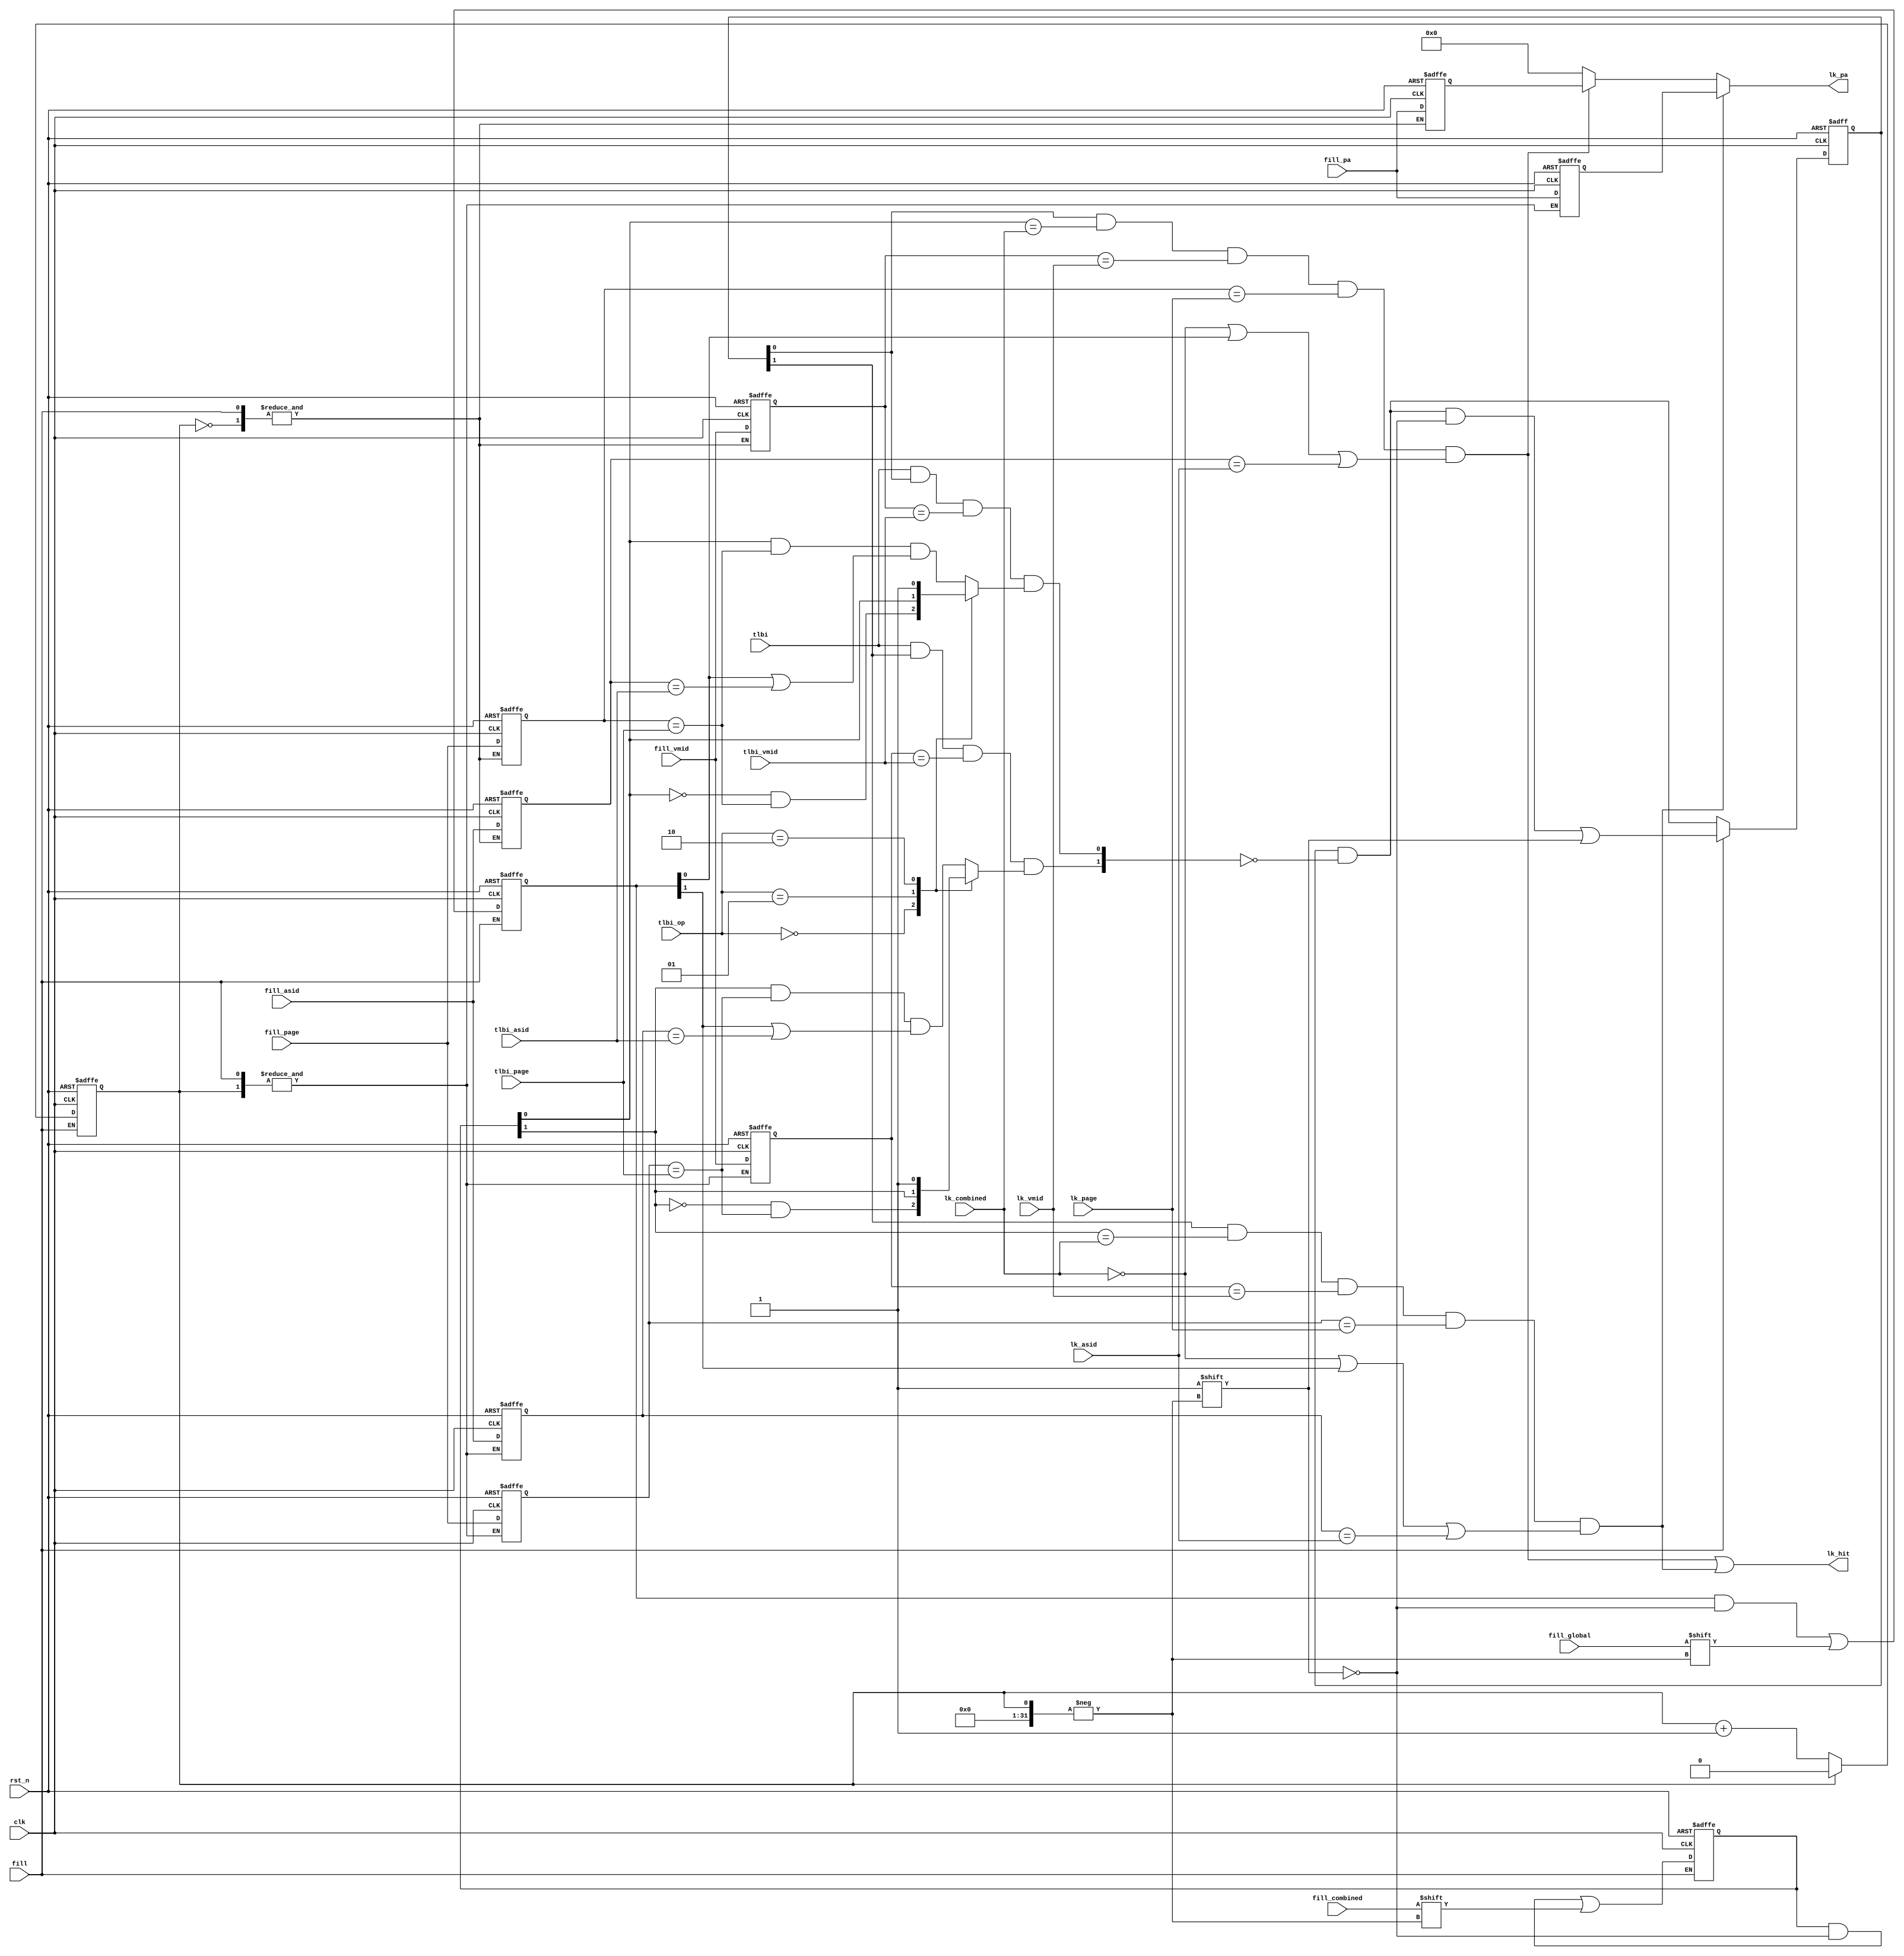 0x0
lk_pa
ARST $adffe
CLK Q
D
EN
$adff
ARST Q
CLK
D
fill_pa
ARST $adffe
CLK Q
D
EN
0
1
0 & = & = & =
lk_hit
fill 0 $reduce_and
1
ARST $adffe
CLK Q
D
EN
tlbi
0
1
2
tlbi_vmid
fill_vmid
ARST $adffe
CLK Q
D
EN
ARST $adffe
CLK Q
D
EN
ARST $adffe
CLK Q
D
EN
0
1
10
tlbi_op
01
0
1
2
0
1
fill_asid
fill_page
tlbi_asid
tlbi_page
0 $reduce_and
1
ARST $adffe
CLK Q
D
EN
0
1
ARST $adffe
CLK Q
D
EN
0
1
2
lk_combined
lk_vmid
lk_page
1
lk_asid
A $shift Y
B
ARST $adffe
CLK Q
D
EN
ARST $adffe
CLK Q
D
EN
lk_hit
fill_global
A $shift Y
B
0
0x0 1:31
A $neg Y
+
1
0
rst_n
clk
fill
ARST $adffe
CLK Q
D
EN
fill_combined
A $shift Y
B